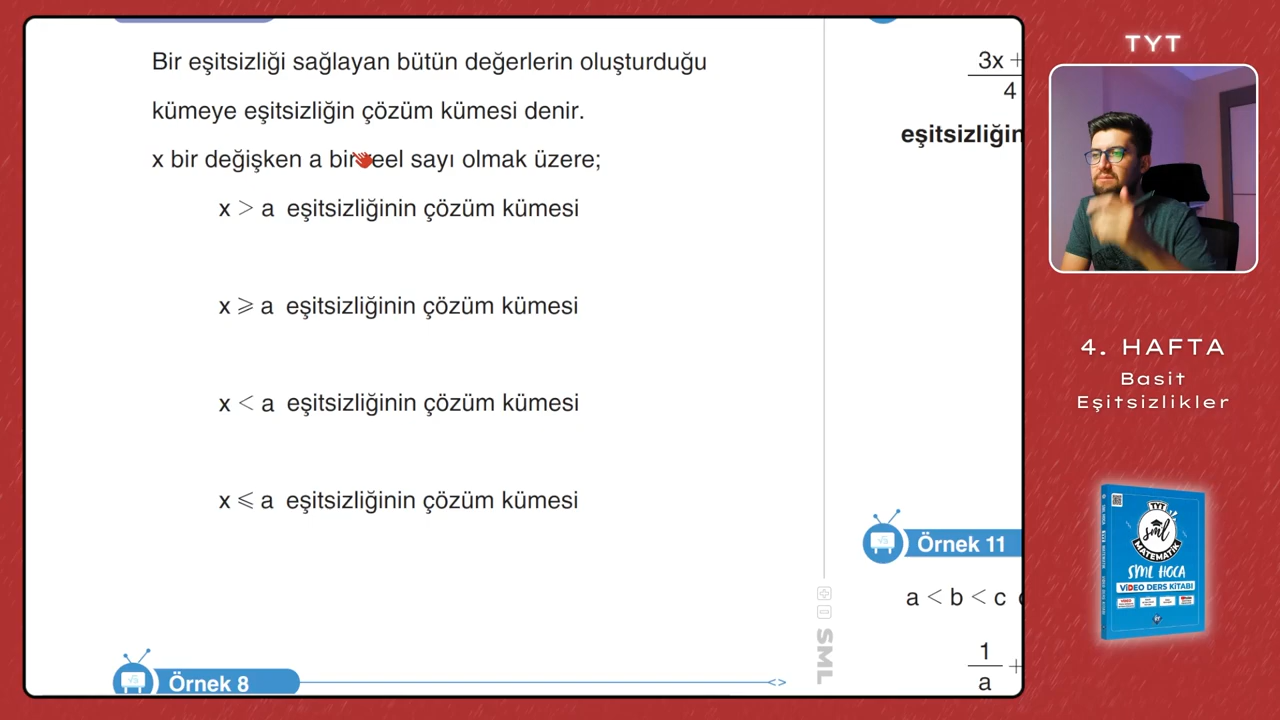 Bir eşitsizliği sağlayan bütün değerlerin oluşturduğu
kümeye eşitsizliğin çözüm kümesi denir.
x bir değişken a bir eel sayı olmak üzere;
x > a eşitsizliğinin çözüm kümesi
x ⩾ a eşitsizliğinin çözüm kümesi
x < a eşitsizliğinin çözüm kümesi
x ⩽ a eşitsizliğinin çözüm kümesi
Örnek 8
SML
3x +
4
eşitsizliğin
Örnek 11
a < b < c
1
a
+
TYT
4. HAFTA
Basit
Eşitsizlikler
TYT
sml
MATEMATİK
SML HOCA
VİDEO DERS KİTABI